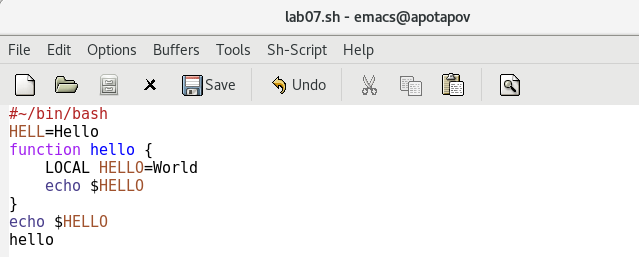 lab07.sh - emacs@apotapov
File Edit Options Buffers Tools Sh-Script Help
Save Undo
#~/bin/bash
HELL=Hello
function hello {
    LOCAL HELLO=World
    echo $HELLO
}
echo $HELLO
hello